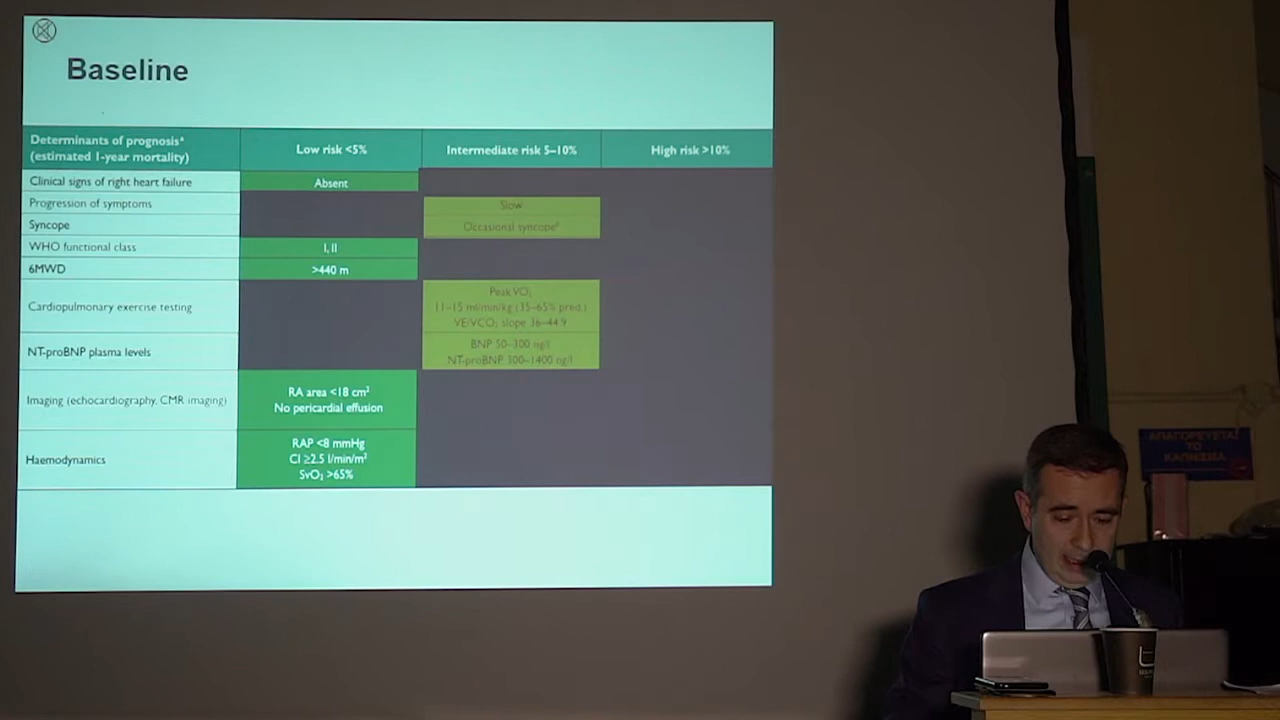 Baseline
Determinants of prognosisª
(estimated 1-year mortality)
Low risk <5%
Intermediate risk 5–10%
High risk >10%
Clinical signs of right heart failure
Absent
Progression of symptoms
Slow
Syncope
Occasional syncope
WHO functional class
I, II
6MWD
>440 m
Cardiopulmonary exercise testing
Peak VO₂
11–15 ml/min/kg (35–65% pred.)
VE/VCO₂ slope 36–44.9
NT-proBNP plasma levels
BNP 50–300 ng/l
NT-proBNP 300–1400 ng/l
Imaging (echocardiography, CMR imaging)
RA area <18 cm²
No pericardial effusion
Haemodynamics
RAP <8 mmHg
CI ≥2.5 l/min/m²
SvO₂ >65%
ΑΠΑΓΟΡΕΥΕΤΑΙ
ΤΟ
ΚΑΠΝΙΣΜΑ